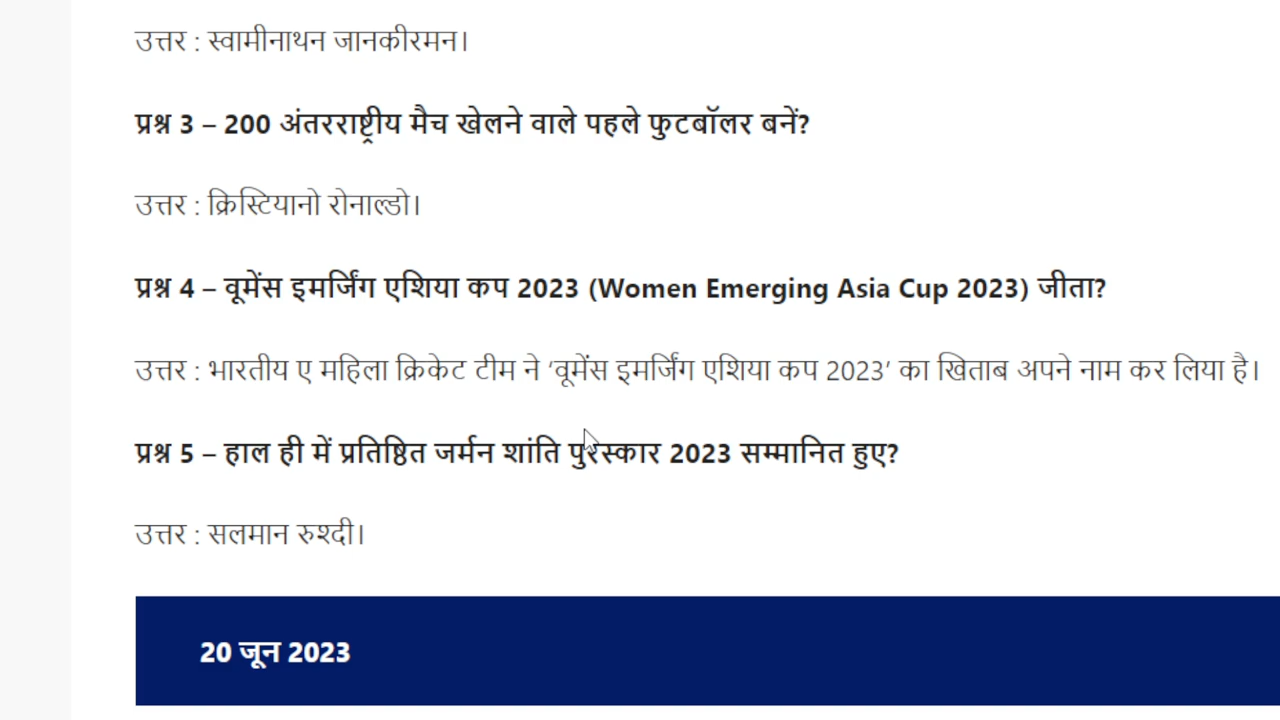 उत्तर : स्वामीनाथन जानकीरमन।
प्रश्न 3 – 200 अंतरराष्ट्रीय मैच खेलने वाले पहले फुटबॉलर बनें?
उत्तर : क्रिस्टियानो रोनाल्डो।
प्रश्न 4 – वूमेंस इमर्जिंग एशिया कप 2023 (Women Emerging Asia Cup 2023) जीता?
उत्तर : भारतीय ए महिला क्रिकेट टीम ने ‘वूमेंस इमर्जिंग एशिया कप 2023’ का खिताब अपने नाम कर लिया है।
प्रश्न 5 – हाल ही में प्रतिष्ठित जर्मन शांति पुरस्कार 2023 सम्मानित हुए?
उत्तर : सलमान रुश्दी।
20 जून 2023